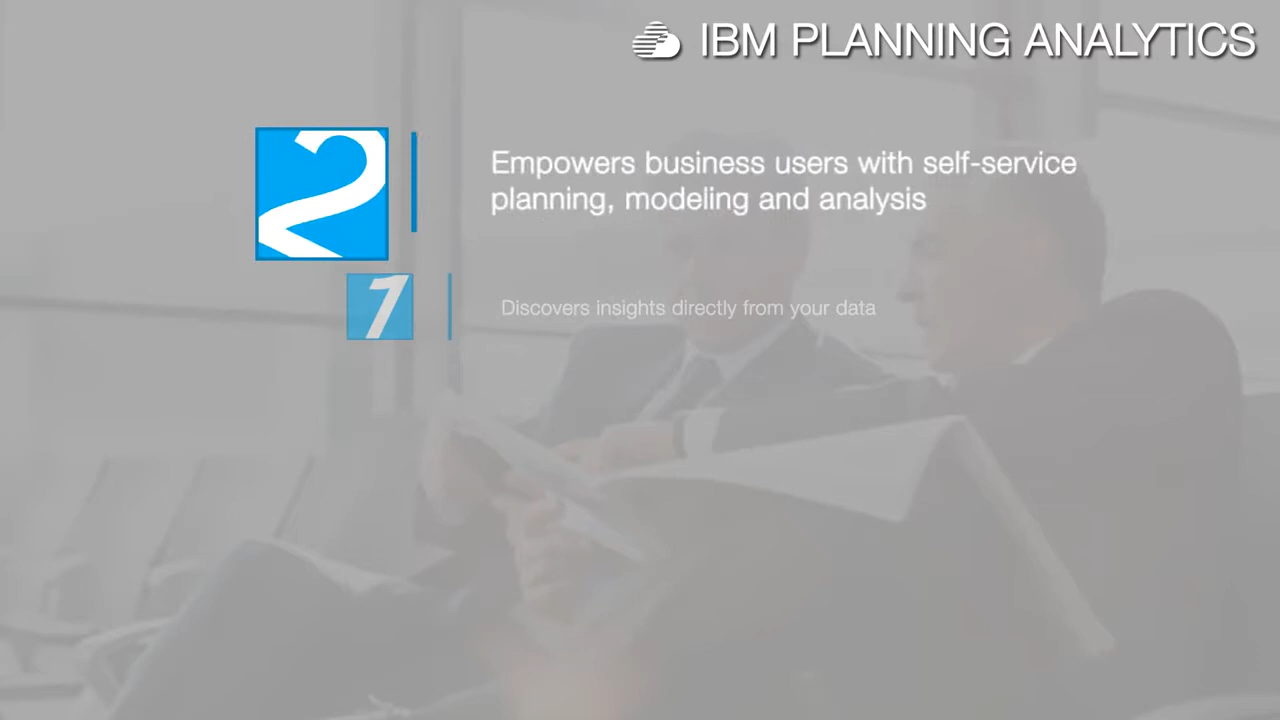 IBM PLANNING ANALYTICS
2
Empowers business users with self-service
planning, modeling and analysis
1
Discovers insights directly from your data